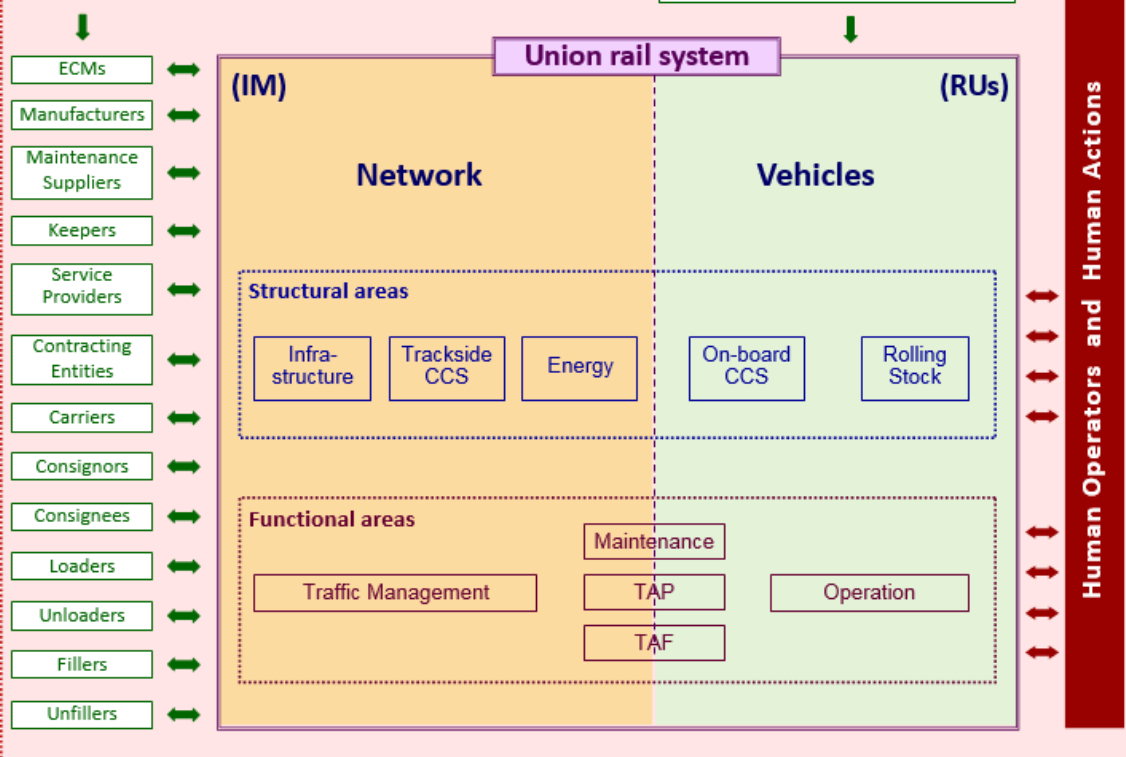 Union rail system
ECMs
Manufacturers
Maintenance
Suppliers
Keepers
Service
Providers
Contracting
Entities
Carriers
Consignors
Consignees
Loaders
Unloaders
Fillers
Unfillers
(IM)
(RUs)
Network
Vehicles
Structural areas
Infra-
structure
Trackside
CCS
Energy
On-board
CCS
Rolling
Stock
Functional areas
Maintenance
Traffic Management
TAP
Operation
TAF
Human Operators and Human Actions